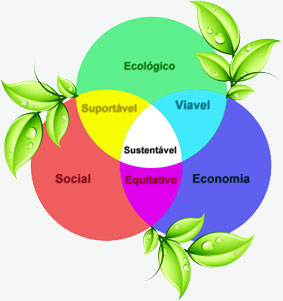 Ecológico
Suportável
Viavel
Sustentável
Social
Equitativo
Economia